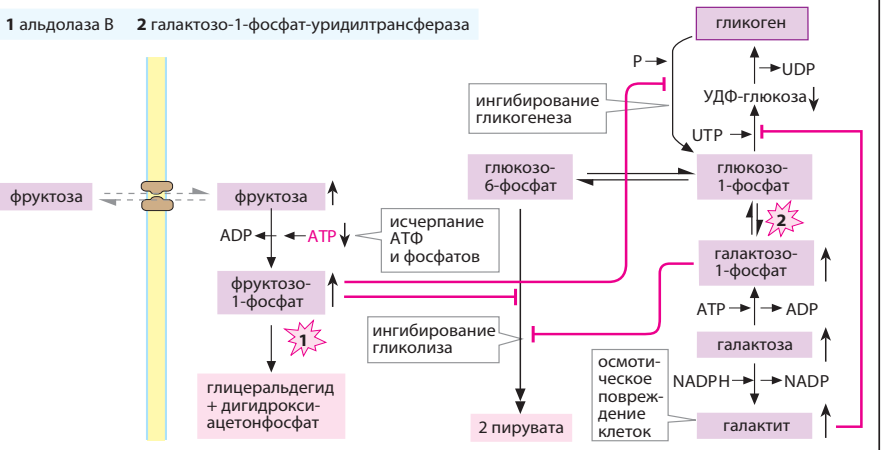 1 альдолаза В 2 галактозо-1-фосфат-уридилтрансфераза
гликоген
P
UDP
УДФ-глюкоза
ингибирование
гликогенеза
UTP
глюкозо-
6-фосфат
глюкозо-
1-фосфат
фруктоза
фруктоза
2
ADP
ATP
исчерпание
АТФ
и фосфатов
галактозо-
1-фосфат
фруктозо-
1-фосфат
ATP
ADP
1
ингибирование
гликолиза
галактоза
осмоти-
ческое
повреж-
дение
клеток
NADPH
NADP
глицеральдегид
+ дигидрокси-
ацетонфосфат
2 пирувата
галактит